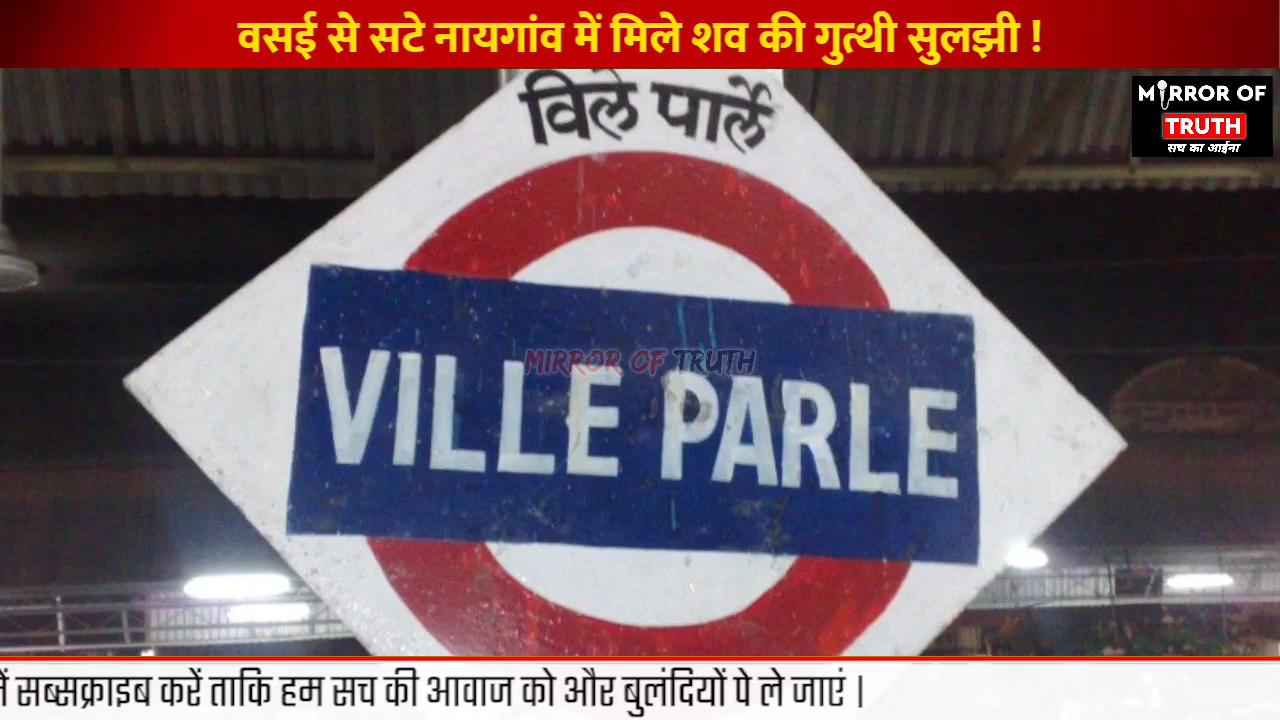 वसई से सटे नायगांव में मिले शव की गुत्थी सुलझी !
MIRROR OF
TRUTH
सच का आईना
विले पार्ले
MIRROR OF TRUTH
VILLE PARLE
सब्सक्राइब करें ताकि हम सच की आवाज को और बुलंदियों पे ले जाएं |